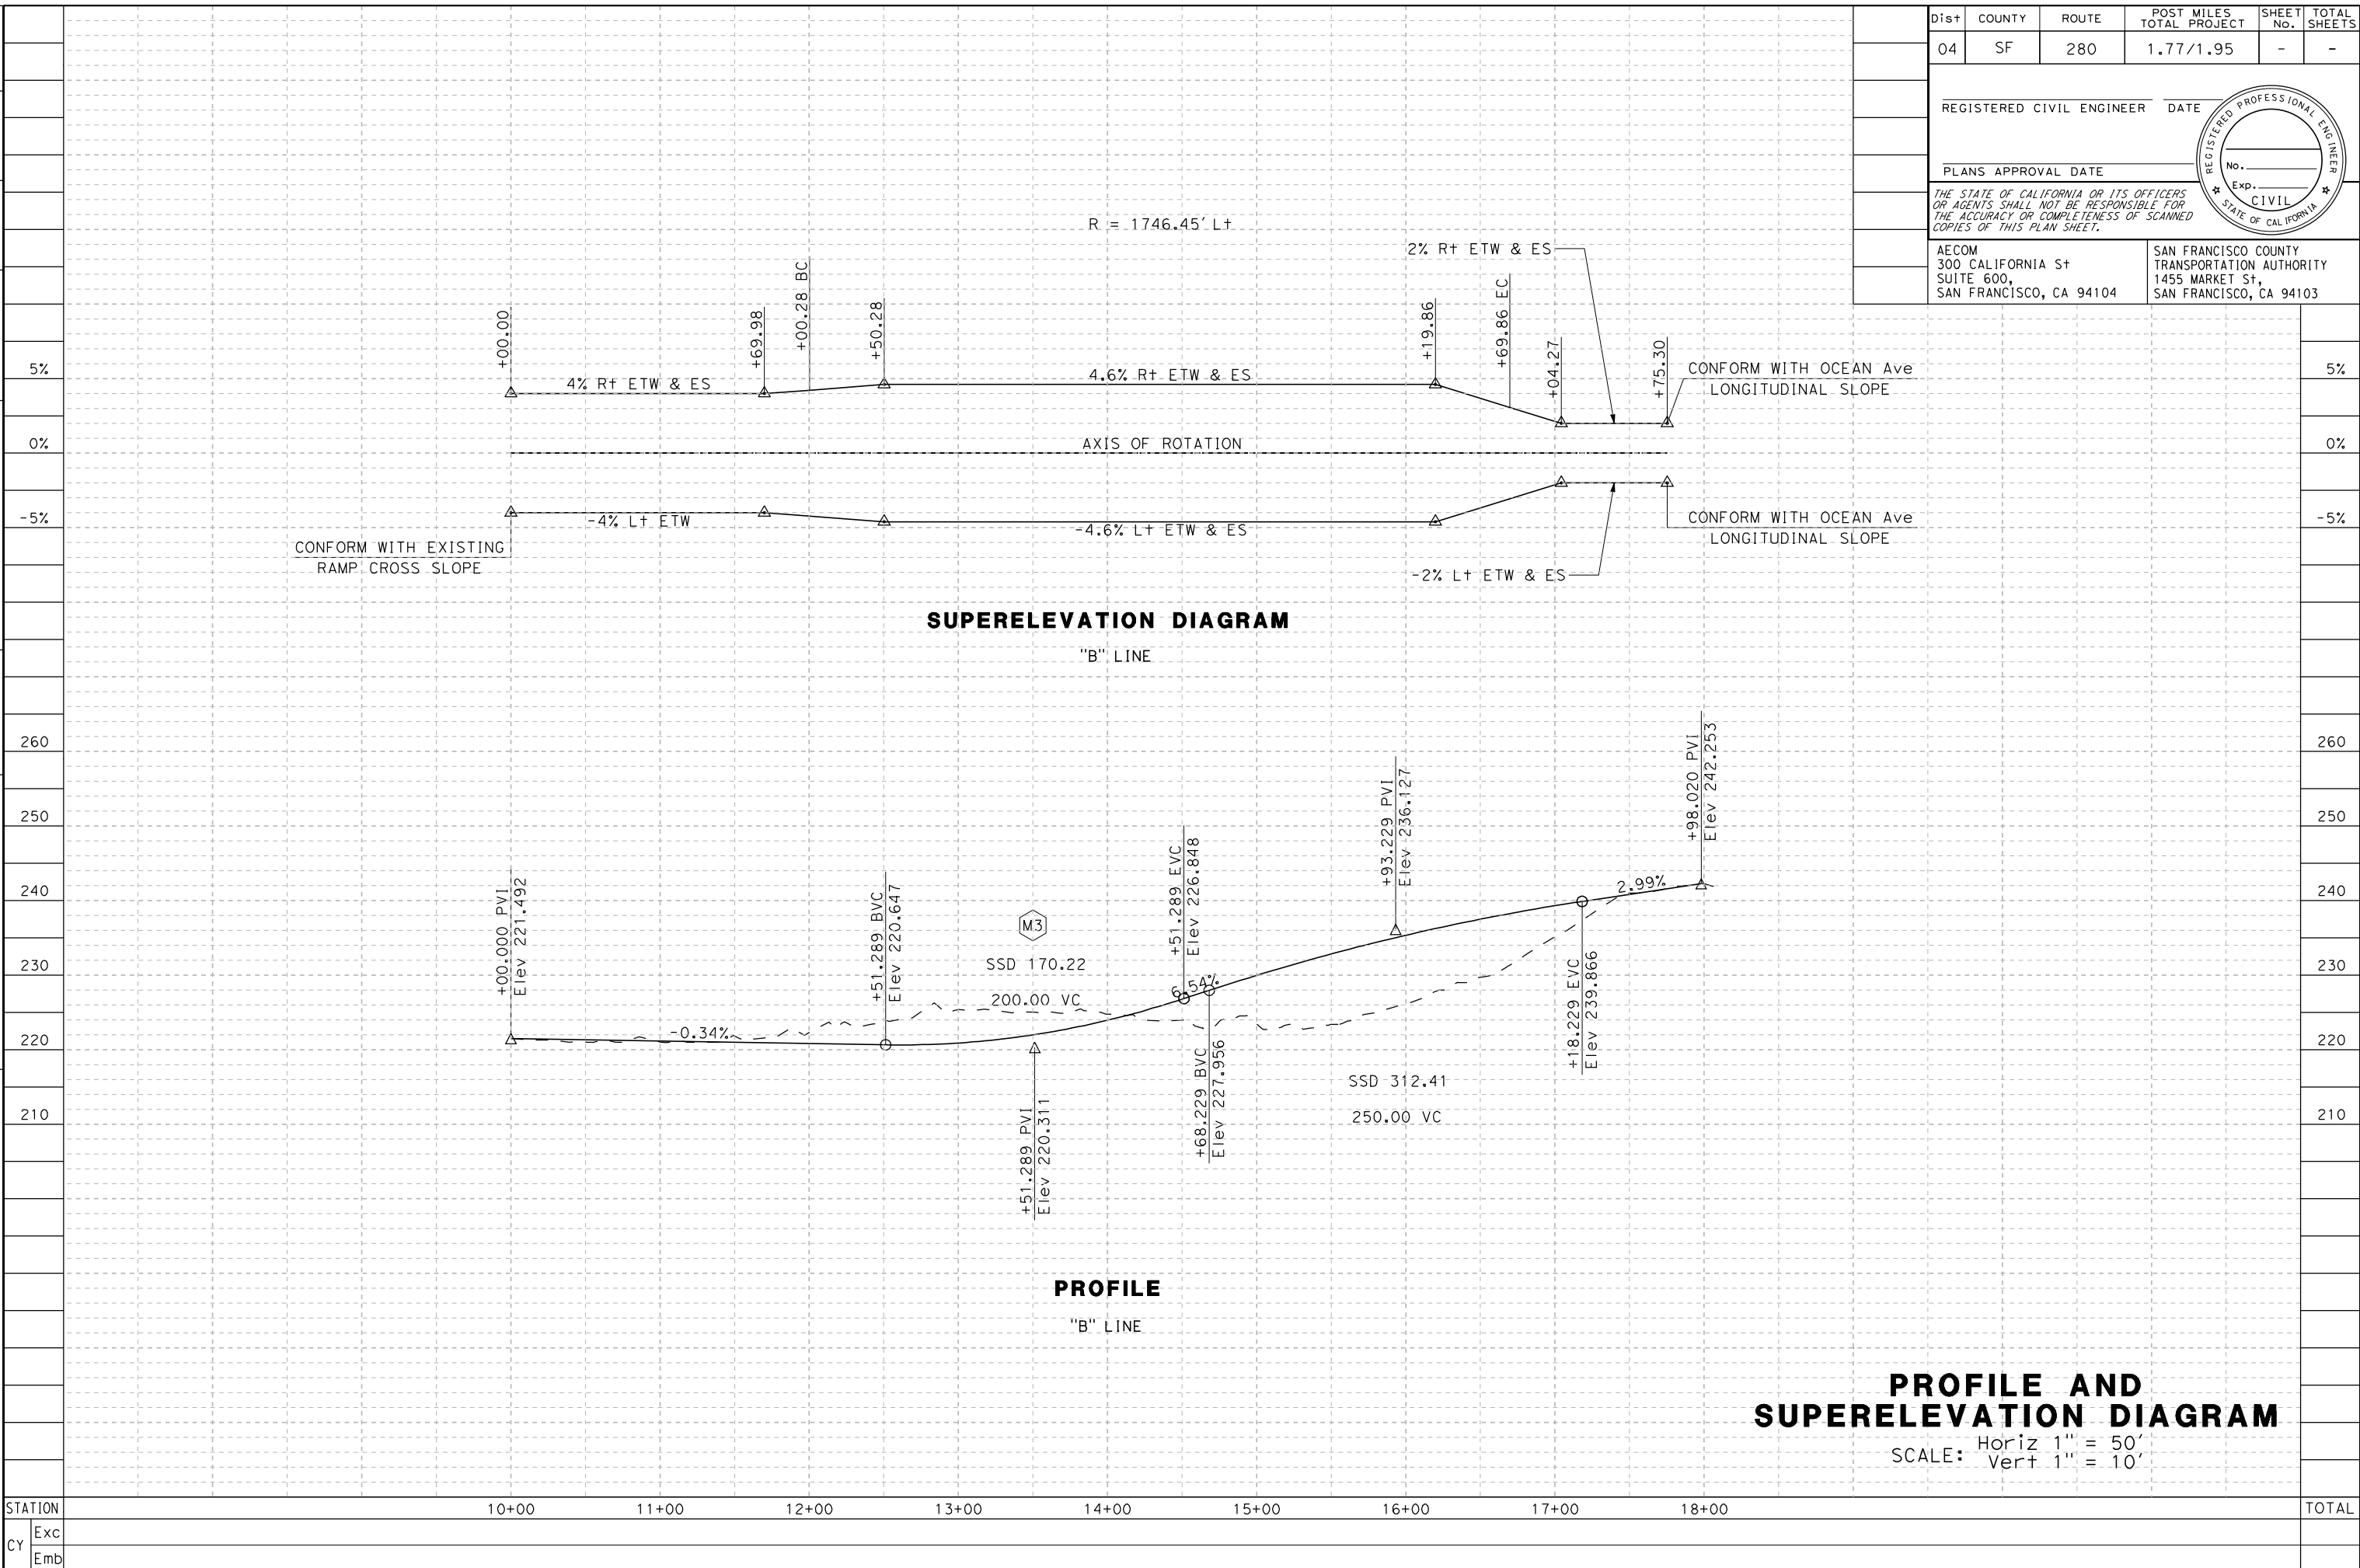 Dist COUNTY ROUTE POST MILES TOTAL PROJECT SHEET No. TOTAL SHEETS
04 SF 280 1.77/1.95 - -
REGISTERED CIVIL ENGINEER DATE
PLANS APPROVAL DATE
REGISTERED PROFESSIONAL ENGINEER
No.
Exp.
CIVIL
STATE OF CALIFORNIA
THE STATE OF CALIFORNIA OR ITS OFFICERS
OR AGENTS SHALL NOT BE RESPONSIBLE FOR
THE ACCURACY OR COMPLETENESS OF SCANNED
COPIES OF THIS PLAN SHEET.
AECOM
300 CALIFORNIA St
SUITE 600,
SAN FRANCISCO, CA 94104
SAN FRANCISCO COUNTY
TRANSPORTATION AUTHORITY
1455 MARKET St,
SAN FRANCISCO, CA 94103
R = 1746.45' Lt
2% Rt ETW & ES
+00.00
+69.98
+00.28 BC
+50.28
+19.86
+69.86 EC
+04.27
+75.30
5%
4% Rt ETW & ES
4.6% Rt ETW & ES
CONFORM WITH OCEAN Ave
LONGITUDINAL SLOPE
5%
0%
AXIS OF ROTATION
0%
-5%
-4% Lt ETW
-4.6% Lt ETW & ES
CONFORM WITH OCEAN Ave
LONGITUDINAL SLOPE
-5%
CONFORM WITH EXISTING
RAMP CROSS SLOPE
-2% Lt ETW & ES
SUPERELEVATION DIAGRAM
"B" LINE
260
250
240
230
220
210
260
250
240
230
220
210
+00.000 PVI
Elev 221.492
-0.34%
+51.289 BVC
Elev 220.647
M3
SSD 170.22
200.00 VC
+51.289 PVI
Elev 220.311
+51.289 EVC
Elev 226.848
6.54%
+68.229 BVC
Elev 227.956
+93.229 PVI
Elev 236.127
SSD 312.41
250.00 VC
+18.229 EVC
Elev 239.866
2.99%
+98.020 PVI
Elev 242.253
PROFILE
"B" LINE
PROFILE AND
SUPERELEVATION DIAGRAM
SCALE: Horiz 1" = 50'
Vert 1" = 10'
STATION 10+00 11+00 12+00 13+00 14+00 15+00 16+00 17+00 18+00 TOTAL
CY Exc
Emb